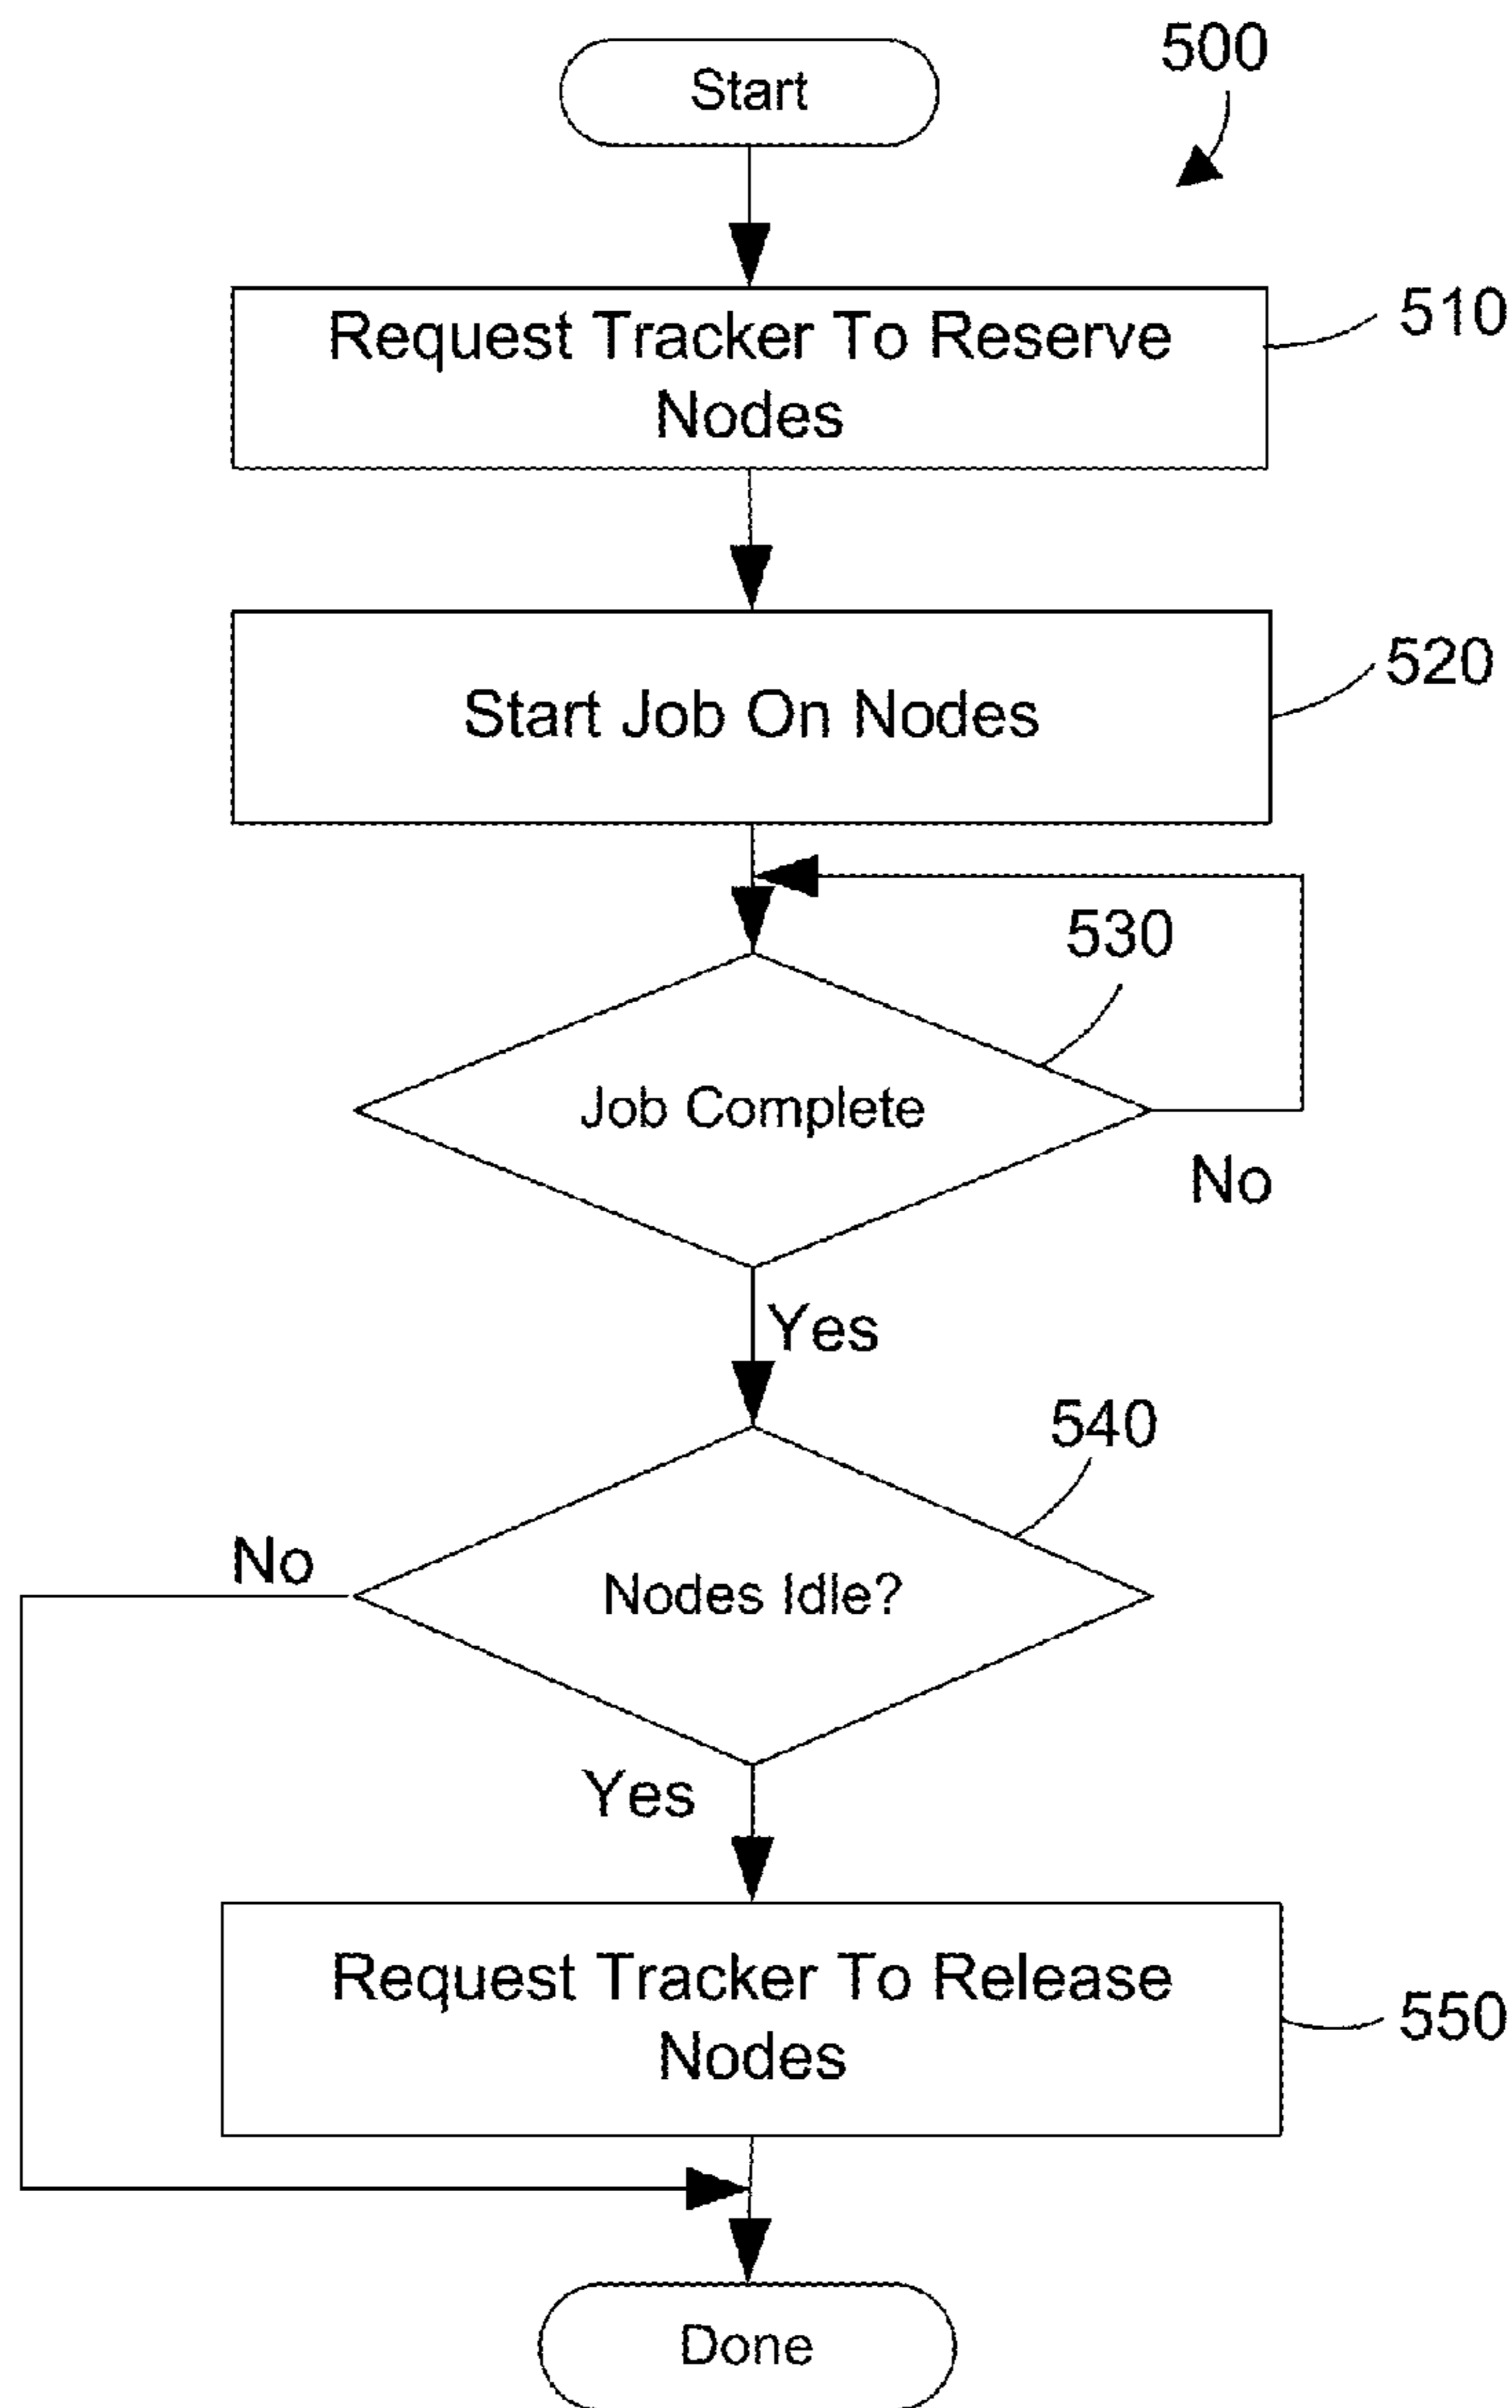 500
Start
Request Tracker To Reserve
Nodes
510
Start Job On Nodes
520
530
Job Complete
No
Yes
540
No
Nodes Idle?
Yes
Request Tracker To Release
Nodes
550
Done